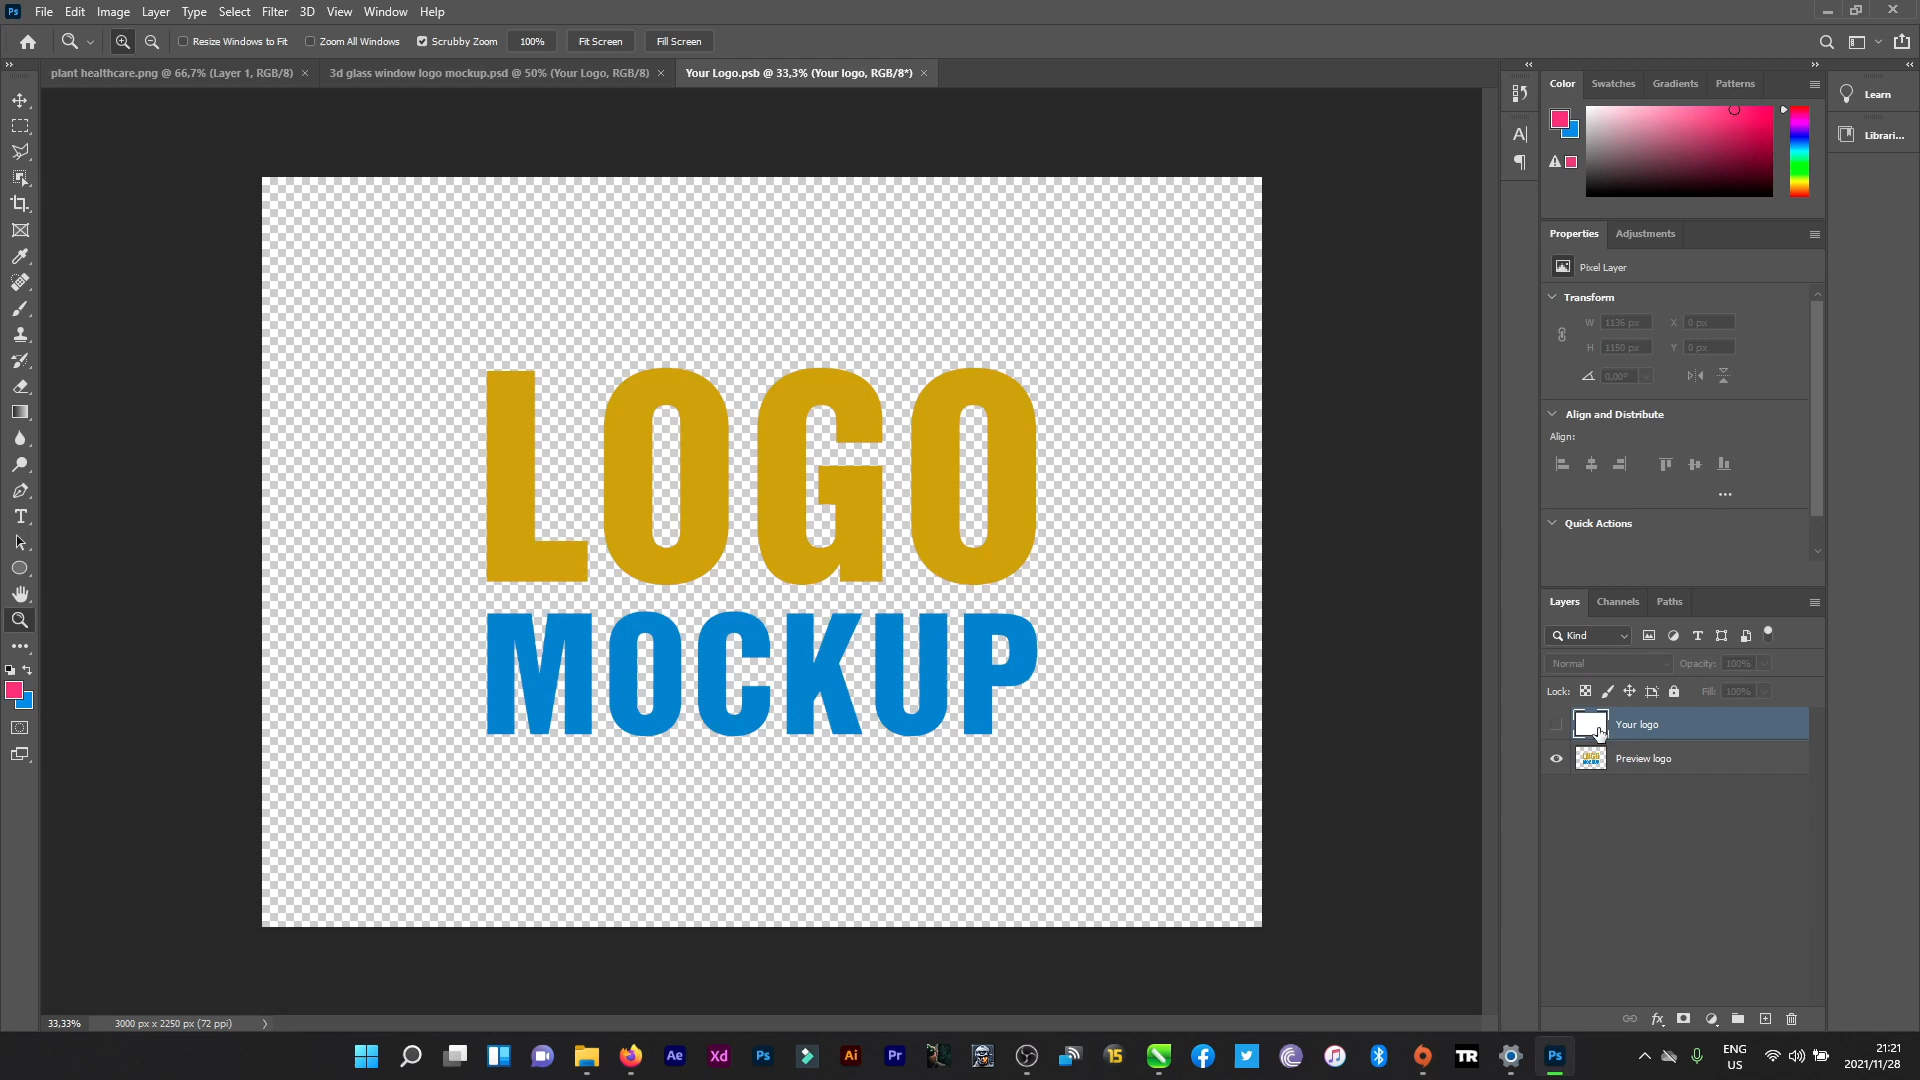 Ps File Edit Image Layer Type Select Filter 3D View Window Help
Resize Windows to Fit Zoom All Windows Scrubby Zoom 100% Fit Screen Fill Screen
plant healthcare.png @ 66,7% (Layer 1, RGB/8) × 3d glass window logo mockup.psd @ 50% (Your Logo, RGB/8) × Your Logo.psb @ 33,3% (Your logo, RGB/8*) ×
Color Swatches Gradients Patterns
Learn
Librari...
Properties Adjustments
Pixel Layer
Transform
W 1136 px X 0 px
H 1150 px Y 0 px
0,00°
Align and Distribute
Align:
Quick Actions
LOGO
MOCKUP
Layers Channels Paths
Kind
Normal Opacity: 100%
Lock: Fill: 100%
Your logo
Preview logo
33,33% 3000 px x 2250 px (72 ppi)
Ae Xd Ps Ai Pr 15 TR Ps
ENG
US
21:21
2021/11/28